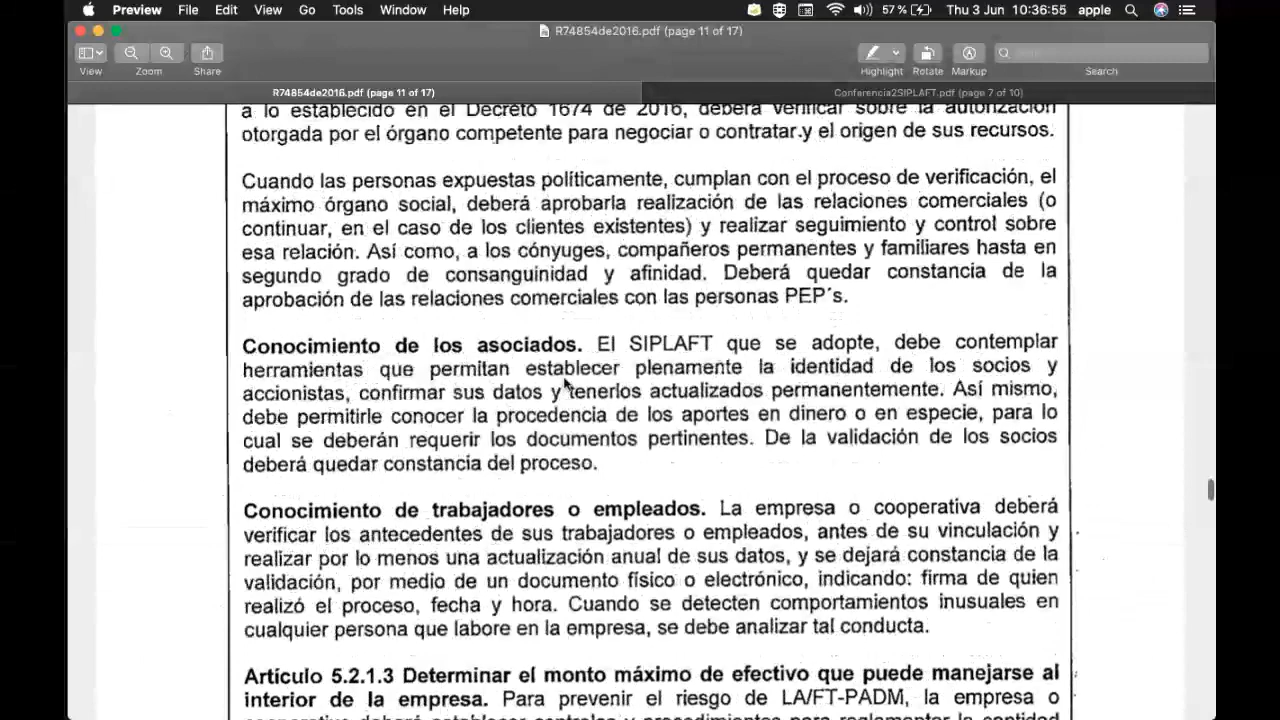 Preview File Edit View Go Tools Window Help 57% Thu 3 Jun 10:36:55 apple
R74854de2016.pdf (page 11 of 17)
View Zoom Share Highlight Rotate Markup Search
R74854de2016.pdf (page 11 of 17) Conferencia2SIPLAFT.pdf (page 7 of 10)
a lo establecido en el Decreto 1674 de 2016, deberá verificar sobre la autorización
otorgada por el órgano competente para negociar o contratar.y el origen de sus recursos.
Cuando las personas expuestas políticamente, cumplan con el proceso de verificación, el
máximo órgano social, deberá aprobarla realización de las relaciones comerciales (o
continuar, en el caso de los clientes existentes) y realizar seguimiento y control sobre
esa relación. Así como, a los cónyuges, compañeros permanentes y familiares hasta en
segundo grado de consanguinidad y afinidad. Deberá quedar constancia de la
aprobación de las relaciones comerciales con las personas PEP´s.
Conocimiento de los asociados. El SIPLAFT que se adopte, debe contemplar
herramientas que permitan establecer plenamente la identidad de los socios y
accionistas, confirmar sus datos y tenerlos actualizados permanentemente. Así mismo,
debe permitirle conocer la procedencia de los aportes en dinero o en especie, para lo
cual se deberán requerir los documentos pertinentes. De la validación de los socios
deberá quedar constancia del proceso.
Conocimiento de trabajadores o empleados. La empresa o cooperativa deberá
verificar los antecedentes de sus trabajadores o empleados, antes de su vinculación y
realizar por lo menos una actualización anual de sus datos, y se dejará constancia de la
validación, por medio de un documento físico o electrónico, indicando: firma de quien
realizó el proceso, fecha y hora. Cuando se detecten comportamientos inusuales en
cualquier persona que labore en la empresa, se debe analizar tal conducta.
Artículo 5.2.1.3 Determinar el monto máximo de efectivo que puede manejarse al
interior de la empresa. Para prevenir el riesgo de LA/FT-PADM, la empresa o